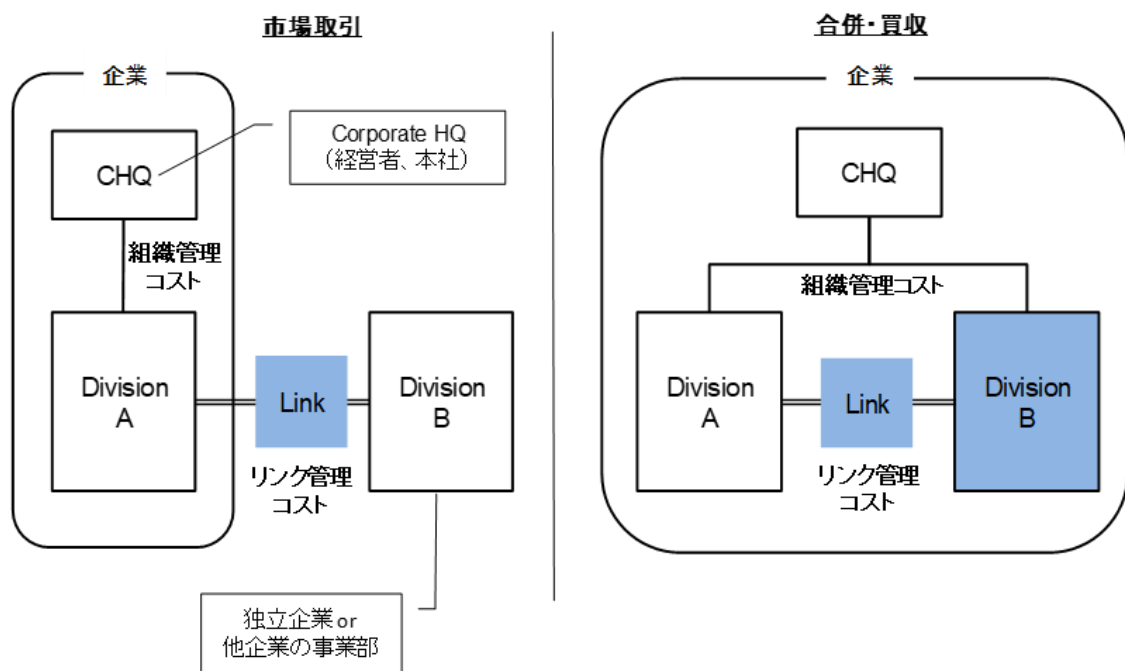 市場取引
企業
CHQ
Corporate HQ
（経営者、本社）
組織管理
コスト
Division
A
Link
Division
B
リンク管理
コスト
独立企業 or
他企業の事業部
合併・買収
企業
CHQ
組織管理コスト
Division
A
Link
Division
B
リンク管理
コスト